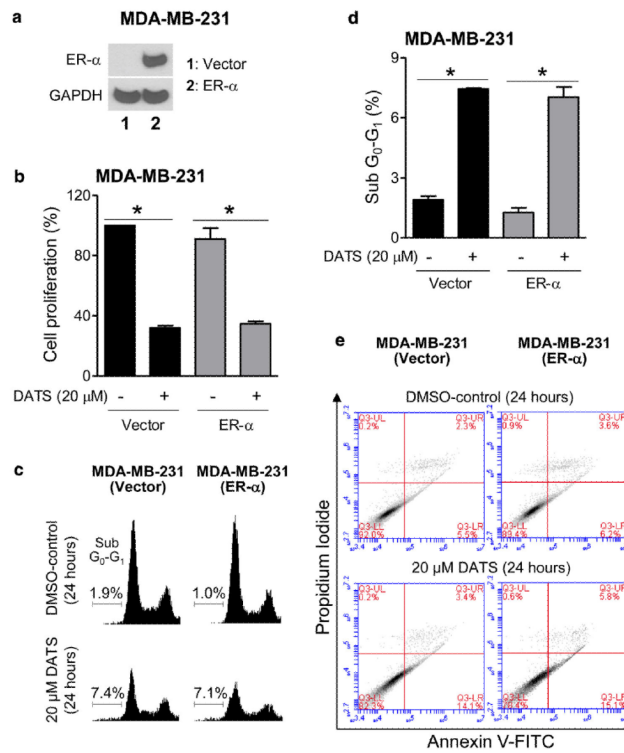 a
MDA-MB-231
ER-α
GAPDH
1 2
1: Vector
2: ER-α
b
MDA-MB-231
Cell proliferation (%)
120
80
40
0
* *
DATS (20 µM) - + - +
Vector ER-α
c
MDA-MB-231 (Vector)
MDA-MB-231 (ER-α)
DMSO-control (24 hours)
Sub G0-G1
1.9%
1.0%
20 µM DATS (24 hours)
7.4%
7.1%
d
MDA-MB-231
Sub G0-G1 (%)
9
6
3
0
* *
DATS (20 µM) - + - +
Vector ER-α
e
MDA-MB-231 (Vector)
MDA-MB-231 (ER-α)
DMSO-control (24 hours)
Q3-UL 0.2%
Q3-UR 2.3%
Q3-LL
Q3-LR 5.5%
Q3-UL 0.9%
Q3-UR 3.6%
Q3-LL
Q3-LR 6.2%
20 µM DATS (24 hours)
Q3-UL 0.2%
Q3-UR 3.4%
Q3-LL
Q3-LR 14.1%
Q3-UL 0.6%
Q3-UR 5.8%
Q3-LL
Q3-LR 15.1%
Propidium Iodide
Annexin V-FITC